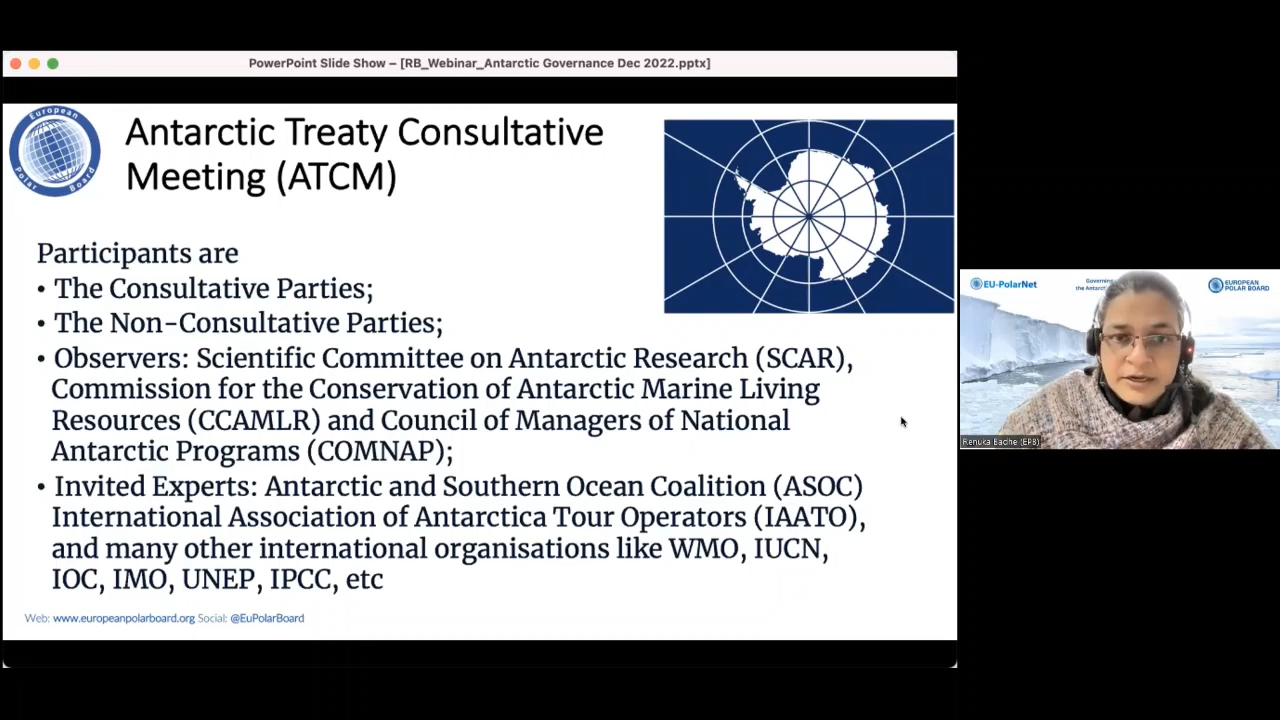 PowerPoint Slide Show – [RB_Webinar_Antarctic Governance Dec 2022.pptx]
European
Polar Board
Antarctic Treaty Consultative
Meeting (ATCM)
Participants are
• The Consultative Parties;
• The Non-Consultative Parties;
• Observers: Scientific Committee on Antarctic Research (SCAR),
Commission for the Conservation of Antarctic Marine Living
Resources (CCAMLR) and Council of Managers of National
Antarctic Programs (COMNAP);
• Invited Experts: Antarctic and Southern Ocean Coalition (ASOC)
International Association of Antarctica Tour Operators (IAATO),
and many other international organisations like WMO, IUCN,
IOC, IMO, UNEP, IPCC, etc
Web: www.europeanpolarboard.org Social: @EuPolarBoard
EU-PolarNet
Governing
the Antarc
EUROPEAN
POLAR BOARD
Renuka Badhe (EPB)